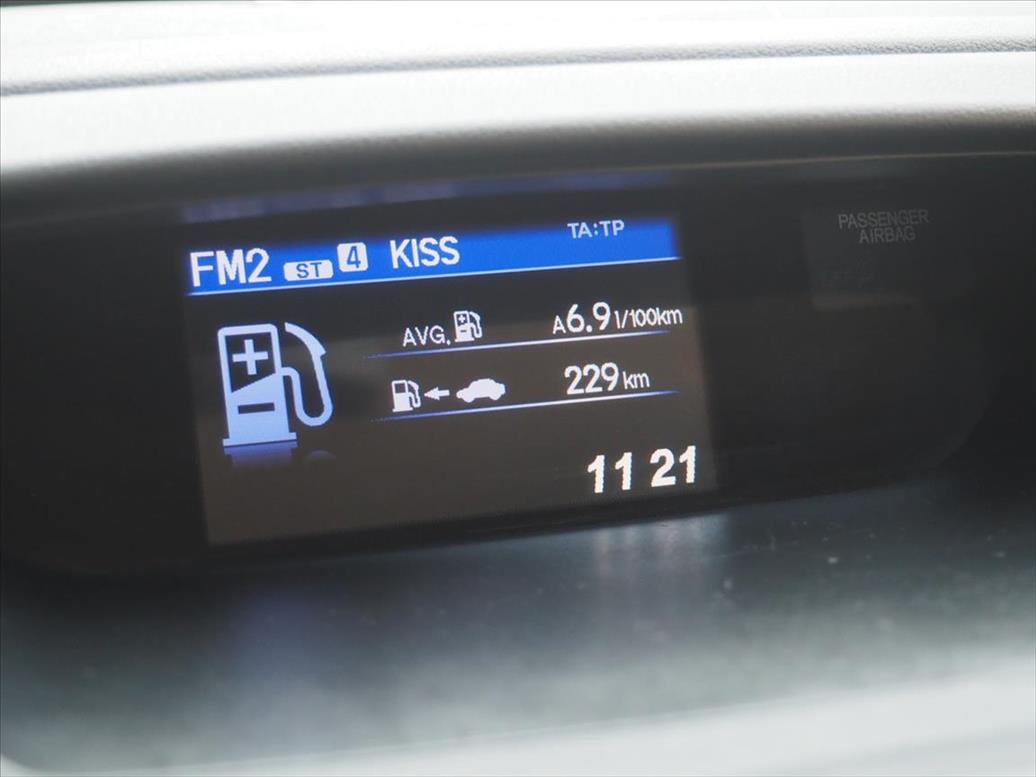 FM2 ST 4 KISS TA:TP
AVG. A6.9 l/100km
229 km
11 21
PASSENGER
AIRBAG